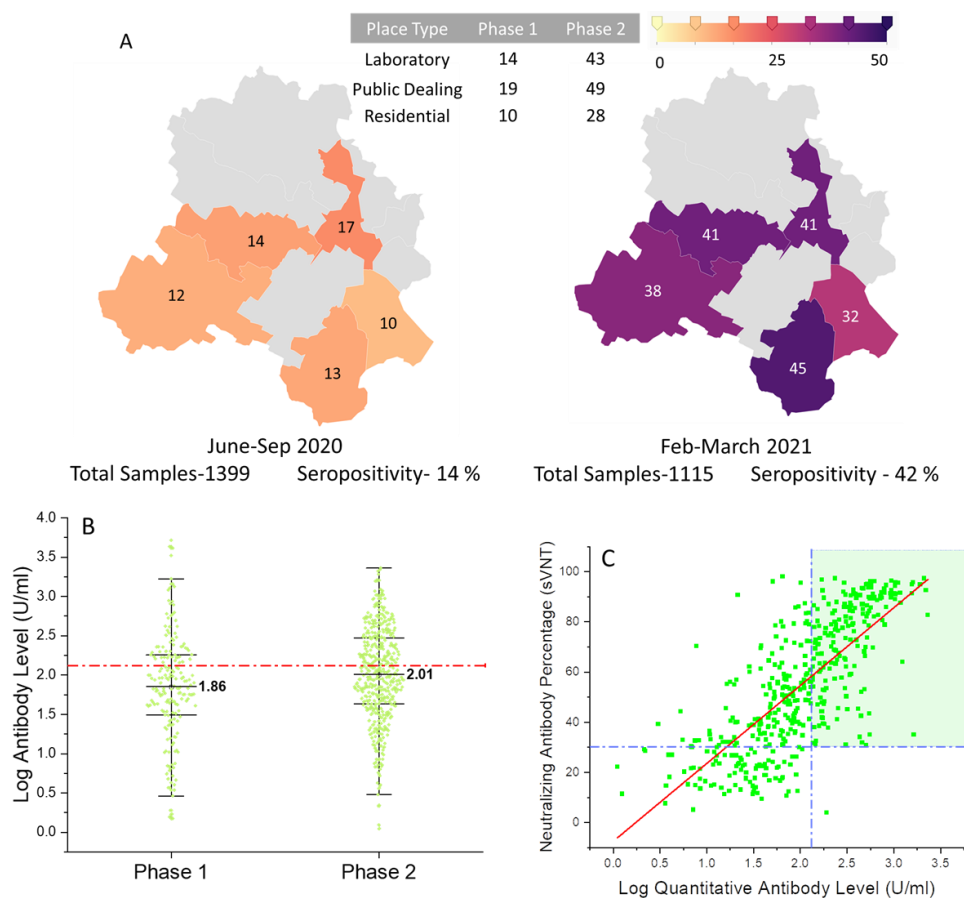 A
Place Type Phase 1 Phase 2
Laboratory 14 43
Public Dealing 19 49
Residential 10 28
0 25 50
17
14
12
10
13
41
41
38
32
45
June-Sep 2020
Total Samples-1399 Seropositivity- 14 %
Feb-March 2021
Total Samples-1115 Seropositivity - 42 %
B
Log Antibody Level (U/ml)
4.0
3.5
3.0
2.5
2.0
1.5
1.0
0.5
0.0
1.86
2.01
Phase 1 Phase 2
C
Neutralizing Antibody Percentage (sVNT)
100
80
60
40
20
0
0.0 0.5 1.0 1.5 2.0 2.5 3.0 3.5
Log Quantitative Antibody Level (U/ml)